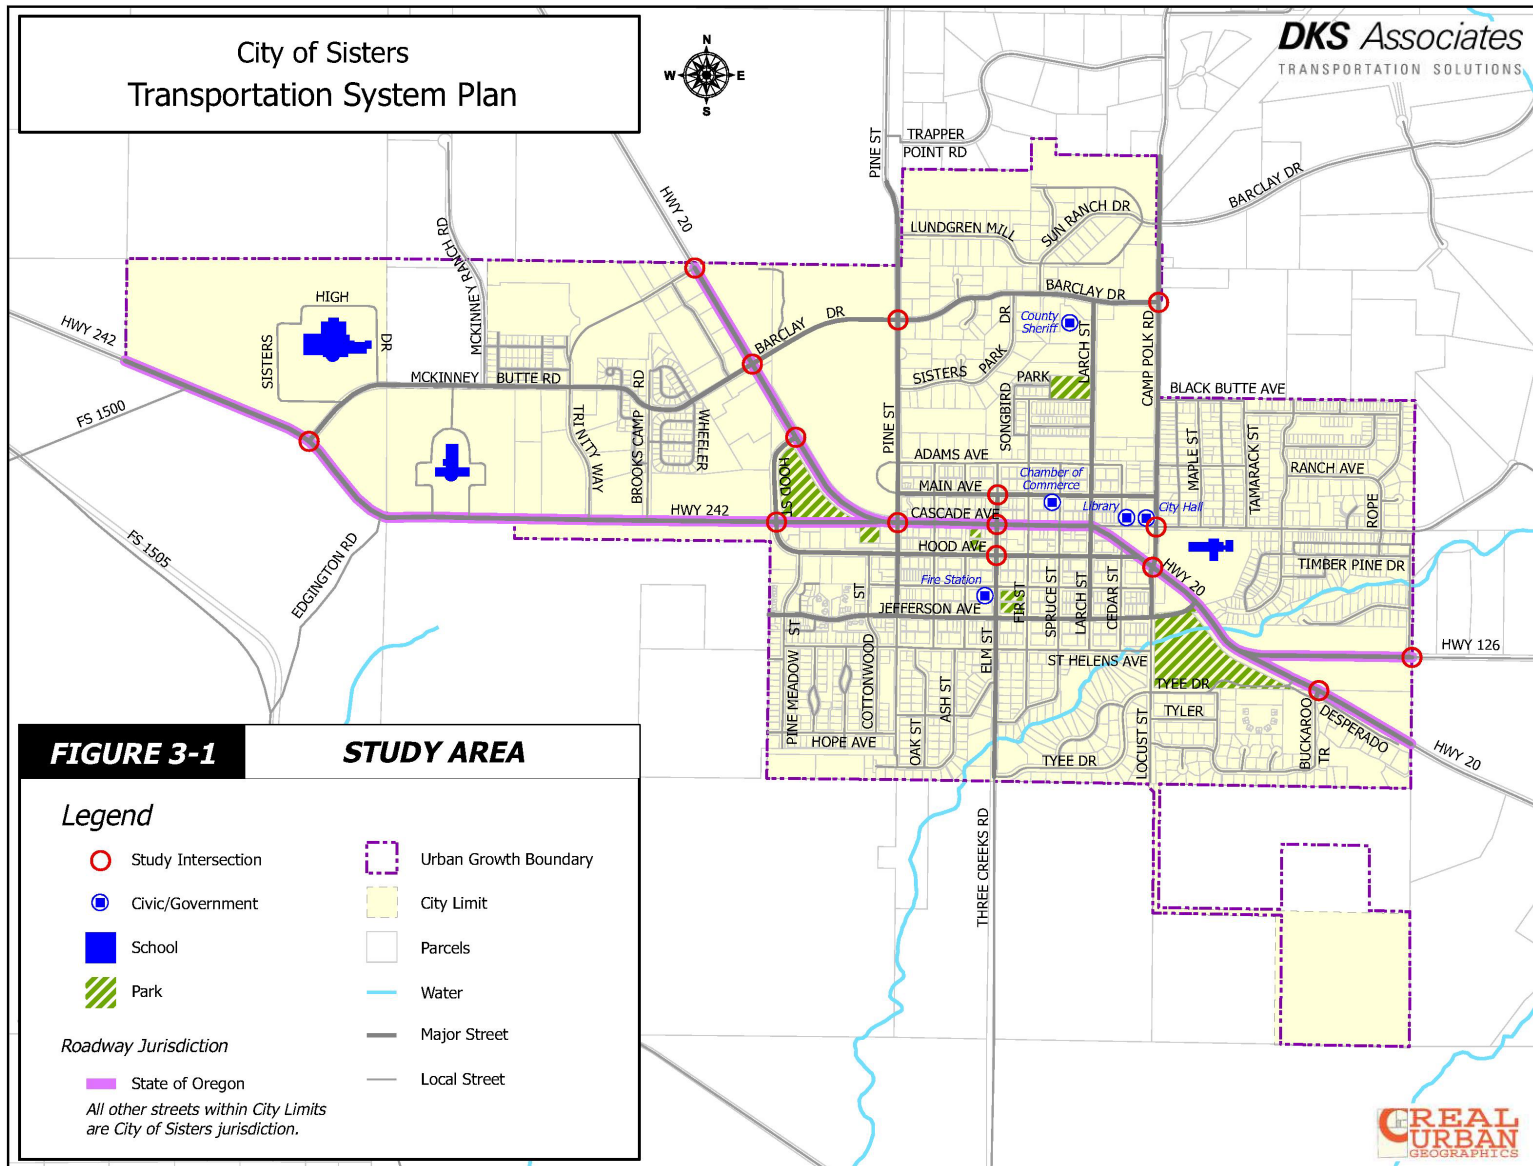 City of Sisters
Transportation System Plan
N
W
E
S
DKS Associates
TRANSPORTATION SOLUTIONS
PINE ST
TRAPPER
POINT RD
HWY 20
BARCLAY DR
LUNDGREN MILL
SUN RANCH DR
MCKINNEY RANCH RD
HIGH
SISTERS
DR
HWY 242
BARCLAY
DR
BARCLAY DR
County
Sheriff
DR
PARK
SISTERS
LARCH ST
CAMP POLK RD
MCKINNEY
BUTTE RD
PARK
SONGBIRD
BLACK BUTTE AVE
FS 1500
TRINITY WAY
BROOKS CAMP
RD
WHEELER
HOOD ST
PINE ST
ADAMS AVE
MAIN AVE
CASCADE AVE
HOOD AVE
Chamber of
Commerce
Library
City Hall
MAPLE ST
TAMARACK ST
RANCH AVE
ROPE
HWY 242
FS 1505
EDGINGTON RD
TIMBER PINE DR
HWY 20
Fire Station
JEFFERSON AVE
ST
ST
FIR ST
SPRUCE ST
LARCH ST
CEDAR ST
ELM ST
ST HELENS AVE
HWY 126
PINE MEADOW
COTTONWOOD
ASH ST
OAK ST
HOPE AVE
TYEE DR
TYLER
TYEE DR
LOCUST ST
BUCKAROO
TR
DESPERADO
HWY 20
THREE CREEKS RD
FIGURE 3-1
STUDY AREA
Legend
Study Intersection
Civic/Government
School
Park
Roadway Jurisdiction
State of Oregon
All other streets within City Limits
are City of Sisters jurisdiction.
Urban Growth Boundary
City Limit
Parcels
Water
Major Street
Local Street
REAL
URBAN
GEOGRAPHICS